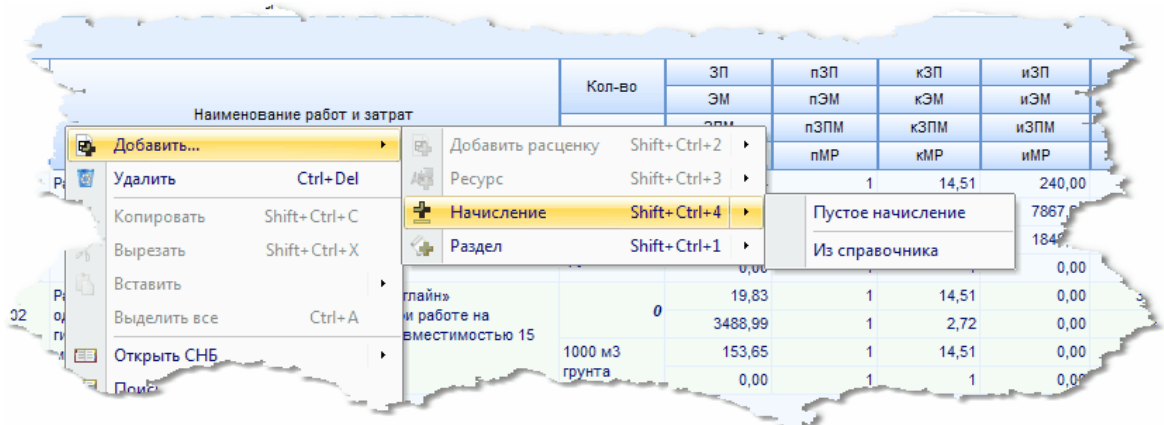 ЗП пЗП кЗП иЗП
Кол-во
ЭМ пЭМ кЭМ иЭМ
Наименование работ и затрат
пЗПМ кЗПМ иЗПМ
пМР кМР иМР
Добавить...
Добавить расценку Shift+Ctrl+2
Удалить Ctrl+Del
Ресурс Shift+Ctrl+3
1 14,51 240,00
Копировать Shift+Ctrl+C
Начисление Shift+Ctrl+4
Пустое начисление
Вырезать Shift+Ctrl+X
Раздел Shift+Ctrl+1
Из справочника
0,00
Вставить
19,83 1 14,51 0,00
02
Выделить все Ctrl+A
работе на
0
3488,99 1 2,72 0,00
вместимостью 15
Открыть СНБ
1000 м3 153,65 1 14,51 0,00
грунта
0,00 1 1 0,00